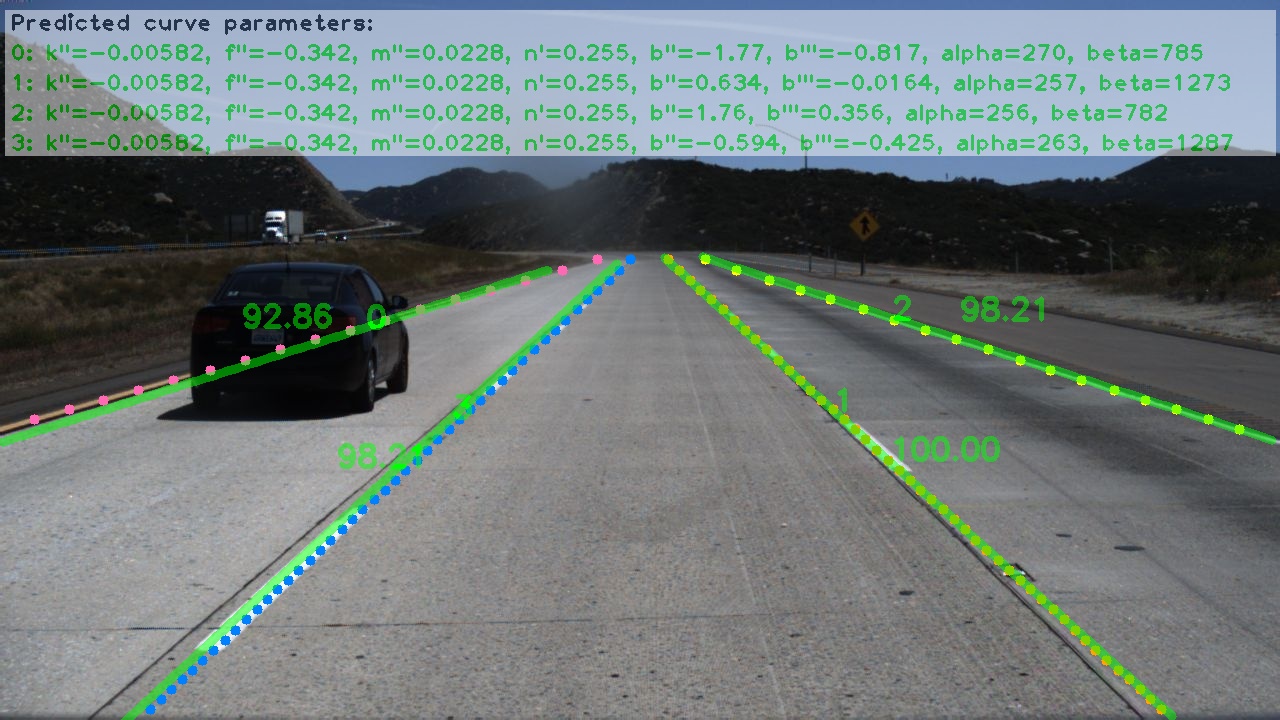 Predicted curve parameters:
0: k''=-0.00582, f''=-0.342, m''=0.0228, n'=0.255, b''=-1.77, b'''=-0.817, alpha=270, beta=785
1: k''=-0.00582, f''=-0.342, m''=0.0228, n'=0.255, b''=0.634, b'''=-0.0164, alpha=257, beta=1273
2: k''=-0.00582, f''=-0.342, m''=0.0228, n'=0.255, b''=1.76, b'''=0.356, alpha=256, beta=782
3: k''=-0.00582, f''=-0.342, m''=0.0228, n'=0.255, b''=-0.594, b'''=-0.425, alpha=263, beta=1287
92.86 0 2 98.21
1
100.00